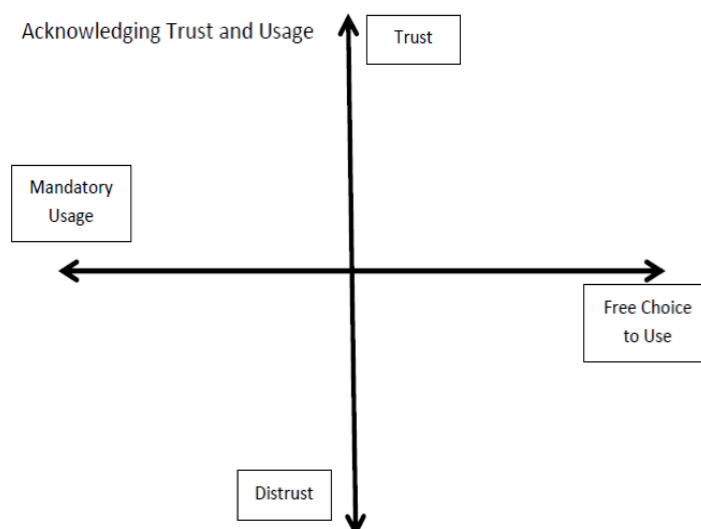 Acknowledging Trust and Usage
Trust
Mandatory
Usage
Free Choice
to Use
Distrust